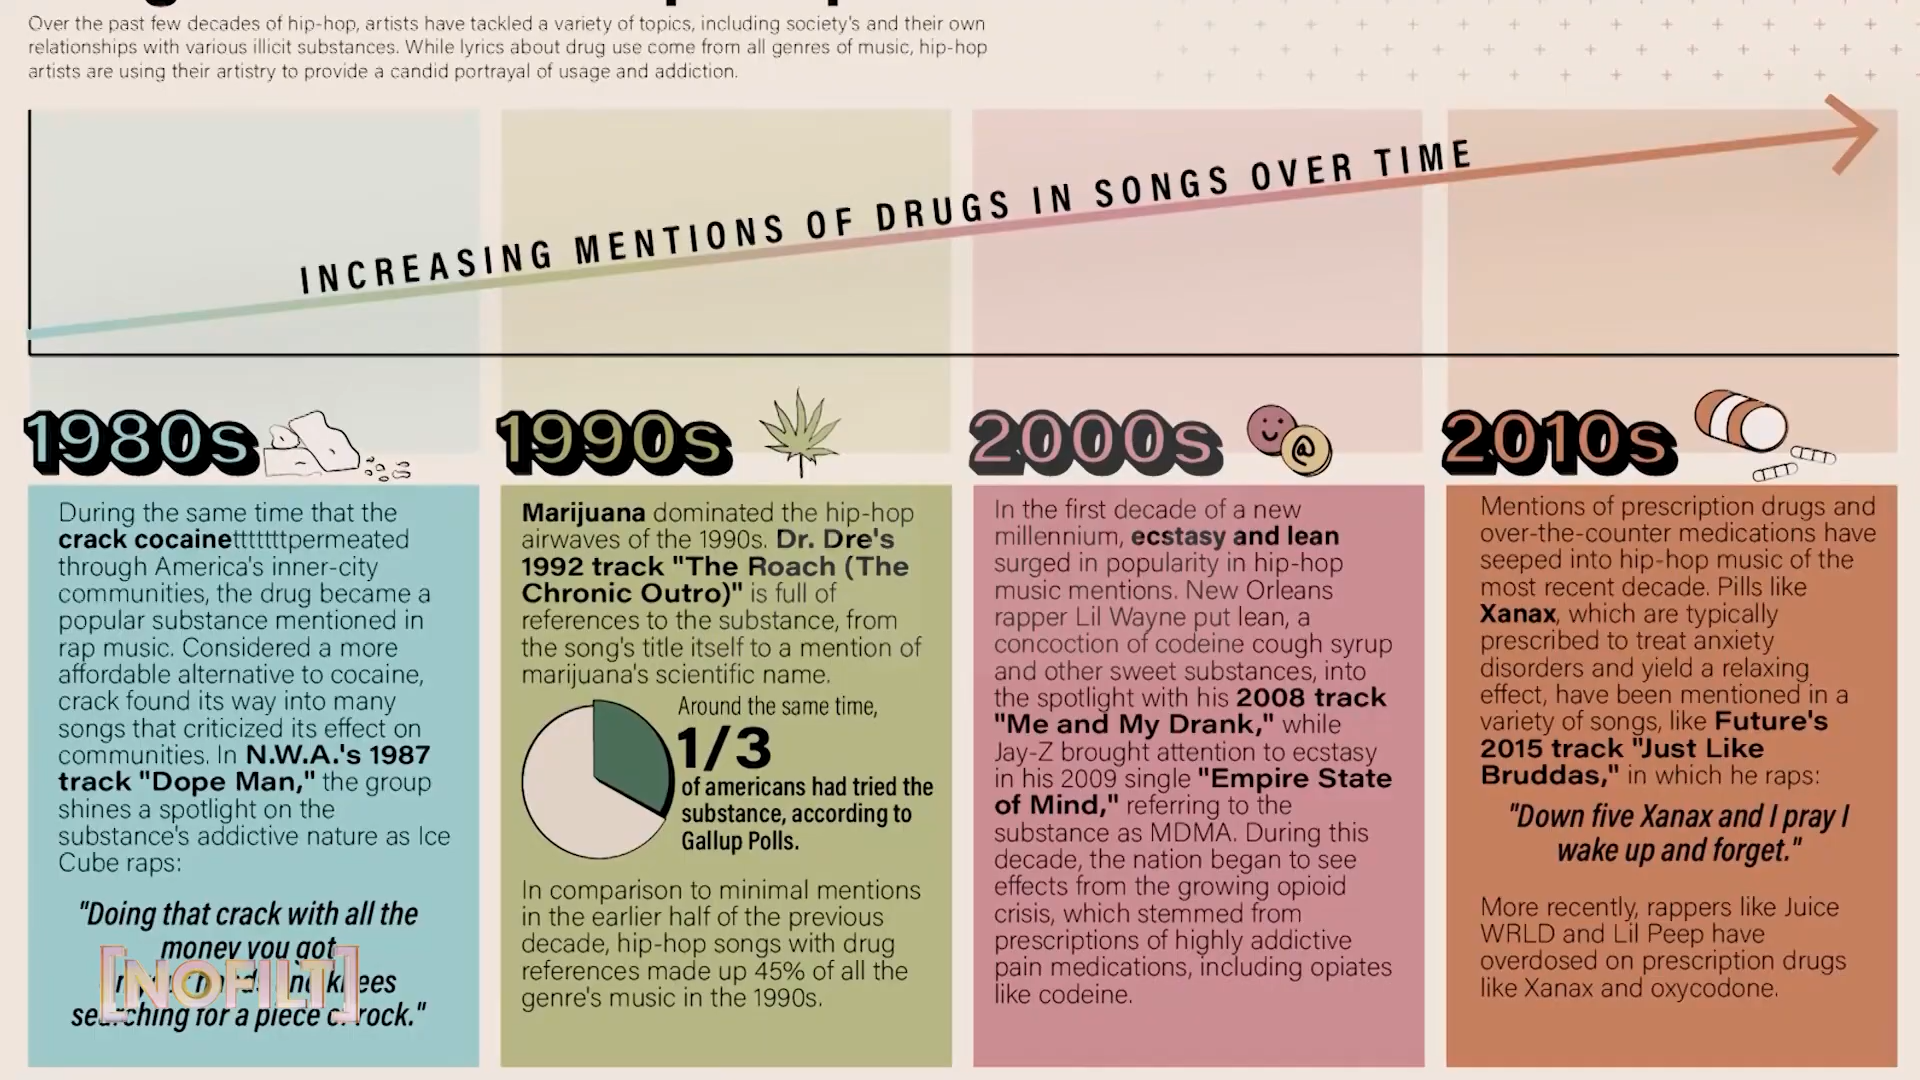 Over the past few decades of hip-hop, artists have tackled a variety of topics, including society's and their own
relationships with various illicit substances. While lyrics about drug use come from all genres of music, hip-hop
artists are using their artistry to provide a candid portrayal of usage and addiction.
INCREASING MENTIONS OF DRUGS IN SONGS OVER TIME
1980s
During the same time that the
crack cocainetttttttpermeated
through America's inner-city
communities, the drug became a
popular substance mentioned in
rap music. Considered a more
affordable alternative to cocaine,
crack found its way into many
songs that criticized its effect on
communities. In N.W.A.'s 1987
track "Dope Man," the group
shines a spotlight on the
substance's addictive nature as Ice
Cube raps:
"Doing that crack with all the
money you got
knees
searching for a piece of rock."
[NOFILT]
1990s
Marijuana dominated the hip-hop
airwaves of the 1990s. Dr. Dre's
1992 track "The Roach (The
Chronic Outro)" is full of
references to the substance, from
the song's title itself to a mention of
marijuana's scientific name.
Around the same time,
1/3
of americans had tried the
substance, according to
Gallup Polls.
In comparison to minimal mentions
in the earlier half of the previous
decade, hip-hop songs with drug
references made up 45% of all the
genre's music in the 1990s.
2000s
@
In the first decade of a new
millennium, ecstasy and lean
surged in popularity in hip-hop
music mentions. New Orleans
rapper Lil Wayne put lean, a
concoction of codeine cough syrup
and other sweet substances, into
the spotlight with his 2008 track
"Me and My Drank," while
Jay-Z brought attention to ecstasy
in his 2009 single "Empire State
of Mind," referring to the
substance as MDMA. During this
decade, the nation began to see
effects from the growing opioid
crisis, which stemmed from
prescriptions of highly addictive
pain medications, including opiates
like codeine.
2010s
Mentions of prescription drugs and
over-the-counter medications have
seeped into hip-hop music of the
most recent decade. Pills like
Xanax, which are typically
prescribed to treat anxiety
disorders and yield a relaxing
effect, have been mentioned in a
variety of songs, like Future's
2015 track "Just Like
Bruddas," in which he raps:
"Down five Xanax and I pray I
wake up and forget."
More recently, rappers like Juice
WRLD and Lil Peep have
overdosed on prescription drugs
like Xanax and oxycodone.